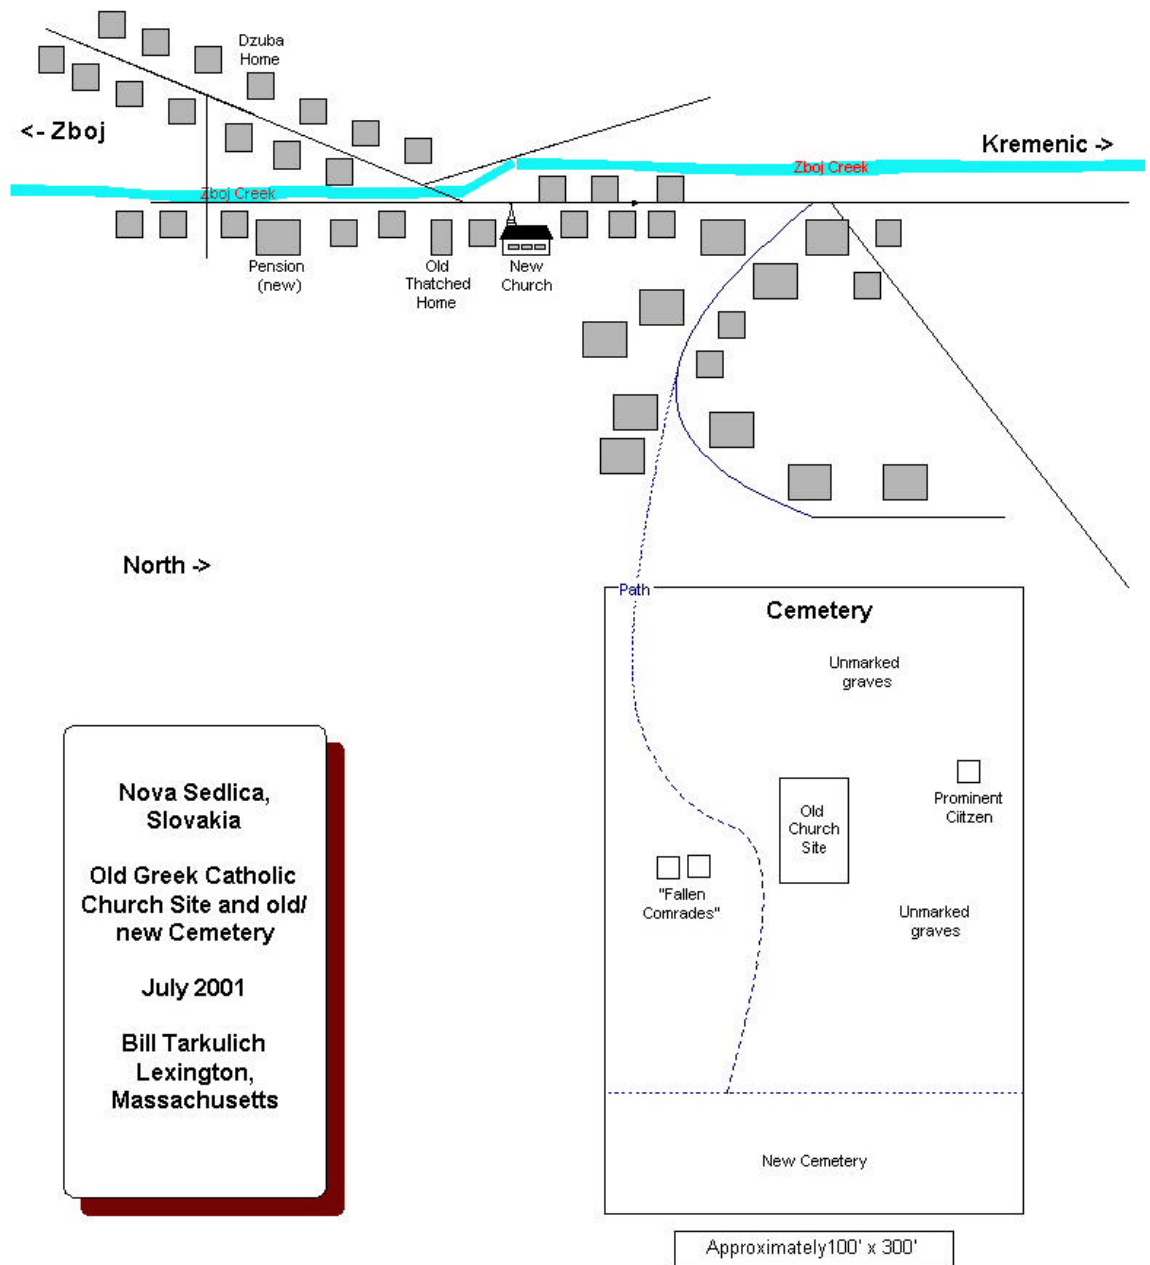 Dzuba
Home
<- Zboj
Kremenic ->
Zboj Creek
Zboj Creek
Pension
(new)
Old
Thatched
Home
New
Church
North ->
Path
Cemetery
Unmarked
graves
Prominent
Ciitzen
Old
Church
Site
"Fallen
Comrades"
Unmarked
graves
New Cemetery
Approximately100' x 300'
Nova Sedlica,
Slovakia
Old Greek Catholic
Church Site and old/
new Cemetery
July 2001
Bill Tarkulich
Lexington,
Massachusetts